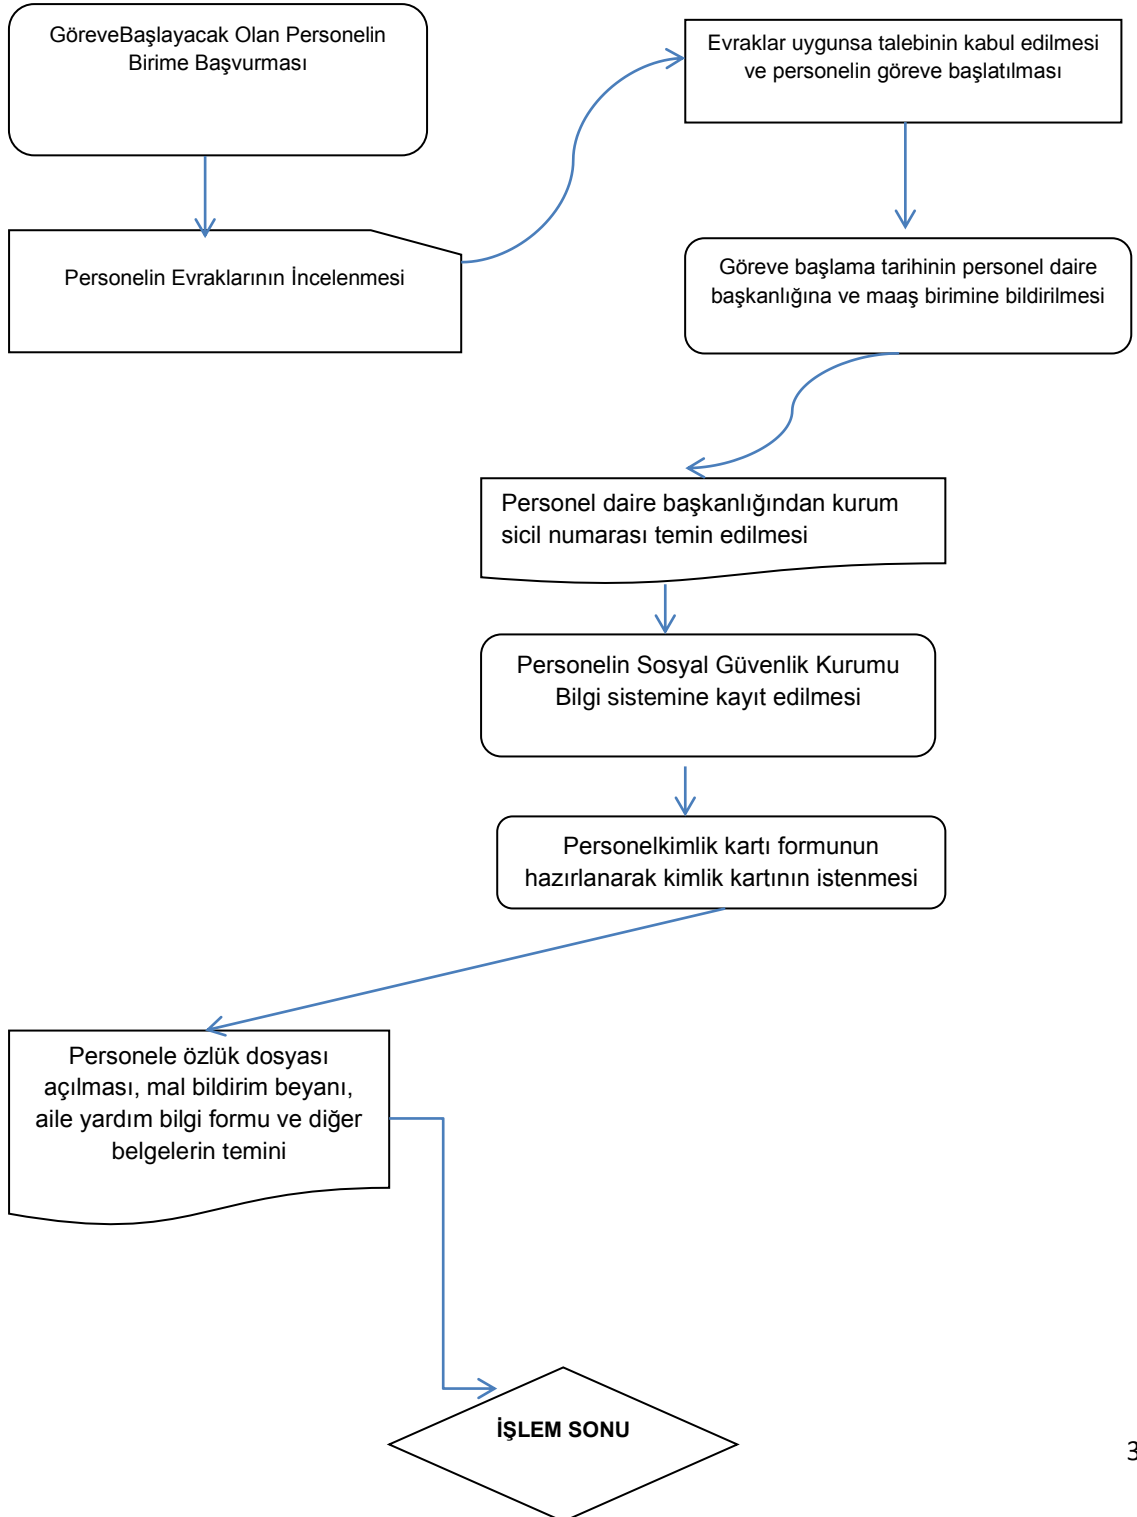 GöreveBaşlayacak Olan Personelin
Birime Başvurması
Personelin Evraklarının İncelenmesi
Evraklar uygunsa talebinin kabul edilmesi
ve personelin göreve başlatılması
Göreve başlama tarihinin personel daire
başkanlığına ve maaş birimine bildirilmesi
Personel daire başkanlığından kurum
sicil numarası temin edilmesi
Personelin Sosyal Güvenlik Kurumu
Bilgi sistemine kayıt edilmesi
Personelkimlik kartı formunun
hazırlanarak kimlik kartının istenmesi
Personele özlük dosyası
açılması, mal bildirim beyanı,
aile yardım bilgi formu ve diğer
belgelerin temini
İŞLEM SONU
3